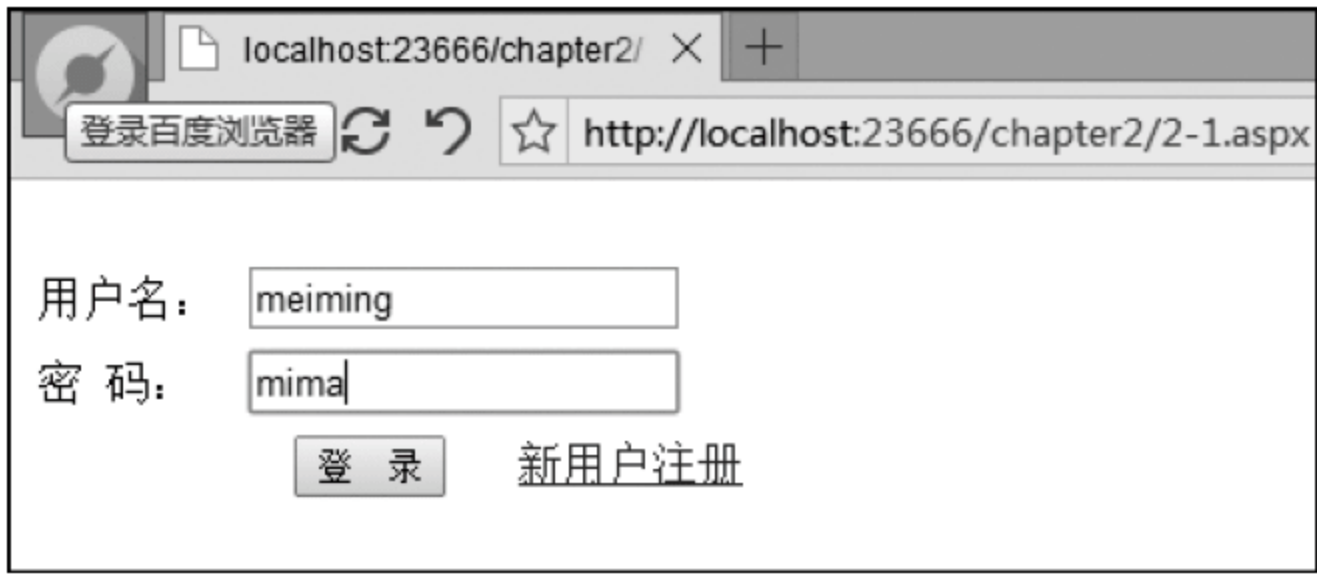 localhost:23666/chapter2/
登录百度浏览器
http://localhost:23666/chapter2/2-1.aspx
用户名： meiming
密 码： mima
登 录 新用户注册